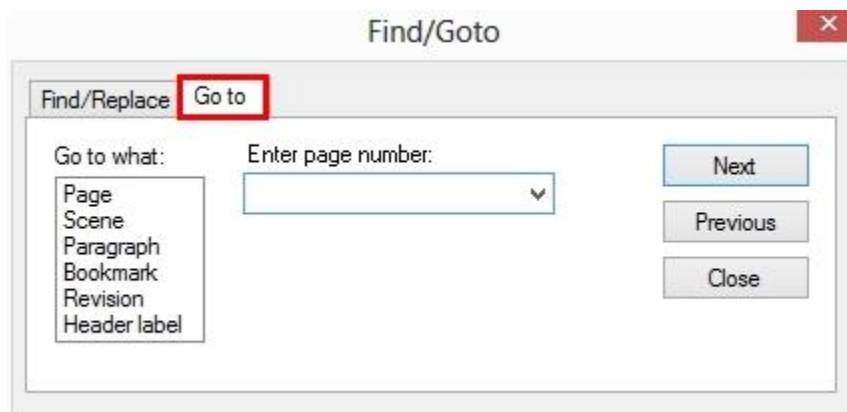 Find/Goto
Find/Replace Go to
Go to what: Enter page number:
Page
Scene
Paragraph
Bookmark
Revision
Header label
Next
Previous
Close